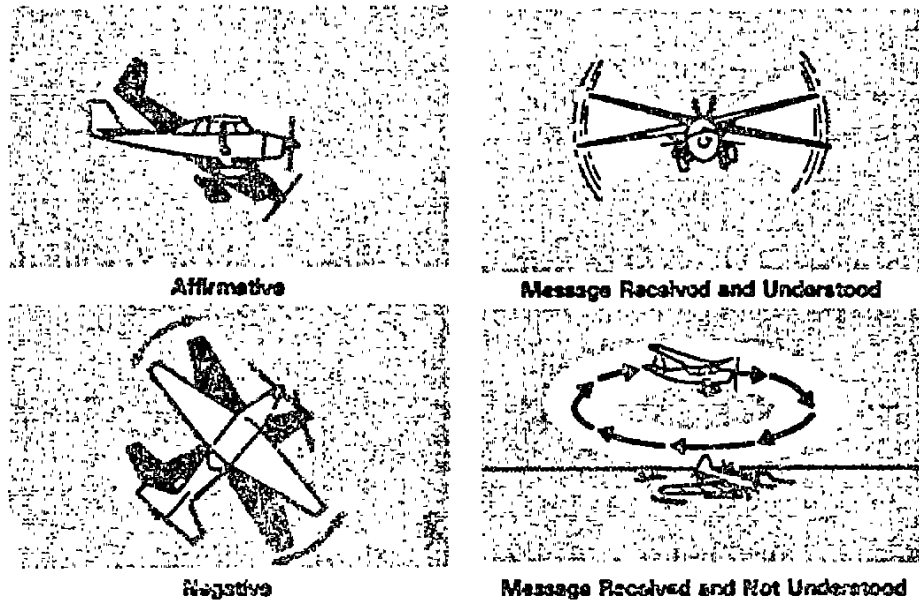 Affirmative
Message Received and Understood
Negative
Message Received and Not Understood